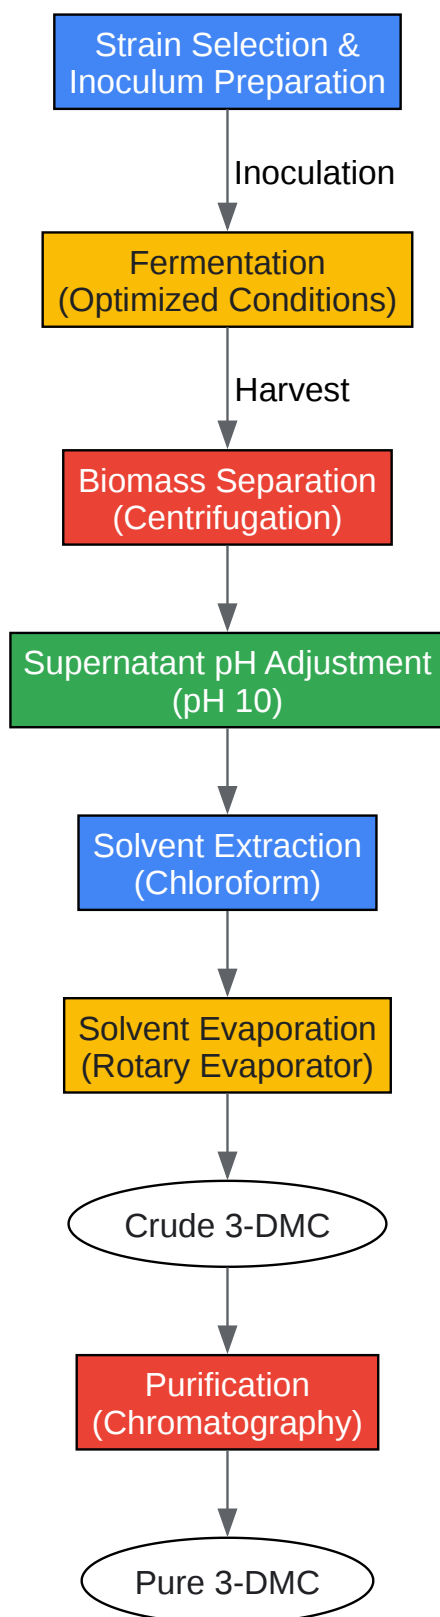 Strain Selection &
Inoculum Preparation
Inoculation
Fermentation
(Optimized Conditions)
Harvest
Biomass Separation
(Centrifugation)
Supernatant pH Adjustment
(pH 10)
Solvent Extraction
(Chloroform)
Solvent Evaporation
(Rotary Evaporator)
Crude 3-DMC
Purification
(Chromatography)
Pure 3-DMC